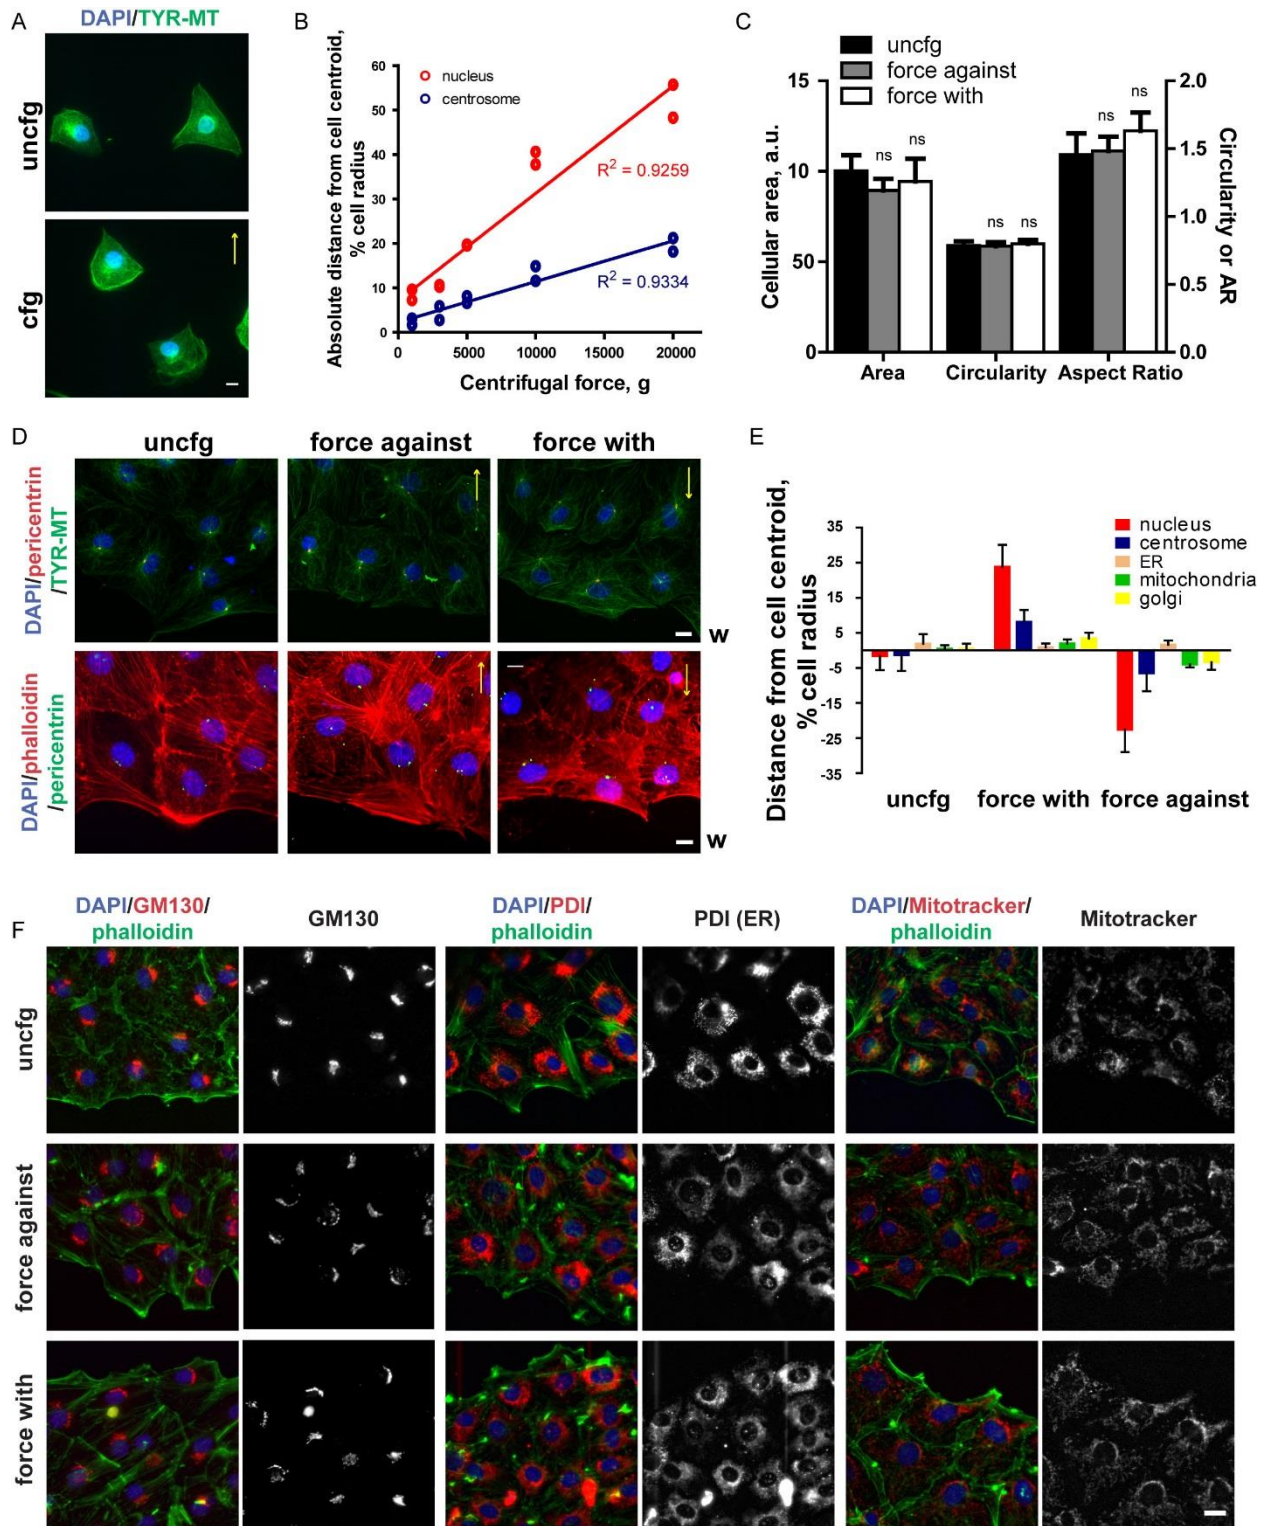 A
DAPI/TYR-MT
uncfg
cfg
B
Absolute distance from cell centroid,
% cell radius
60
50
40
30
20
10
0
nucleus
centrosome
R² = 0.9259
R² = 0.9334
0
5000
10000
15000
20000
Centrifugal force, g
C
uncfg
force against
force with
Cellular area, a.u.
15
10
50
0
ns
ns
ns
ns
ns
ns
2.0
1.5
1.0
0.5
0.0
Circularity or AR
Area
Circularity
Aspect Ratio
D
uncfg
force against
force with
DAPI/pericentrin
/TYR-MT
w
DAPI/phalloidin
/pericentrin
w
E
Distance from cell centroid,
% cell radius
35
25
15
5
-5
-15
-25
-35
nucleus
centrosome
ER
mitochondria
golgi
uncfg
force with
force against
F
DAPI/GM130/
phalloidin
GM130
DAPI/PDI/
phalloidin
PDI (ER)
DAPI/Mitotracker/
phalloidin
Mitotracker
uncfg
force against
force with